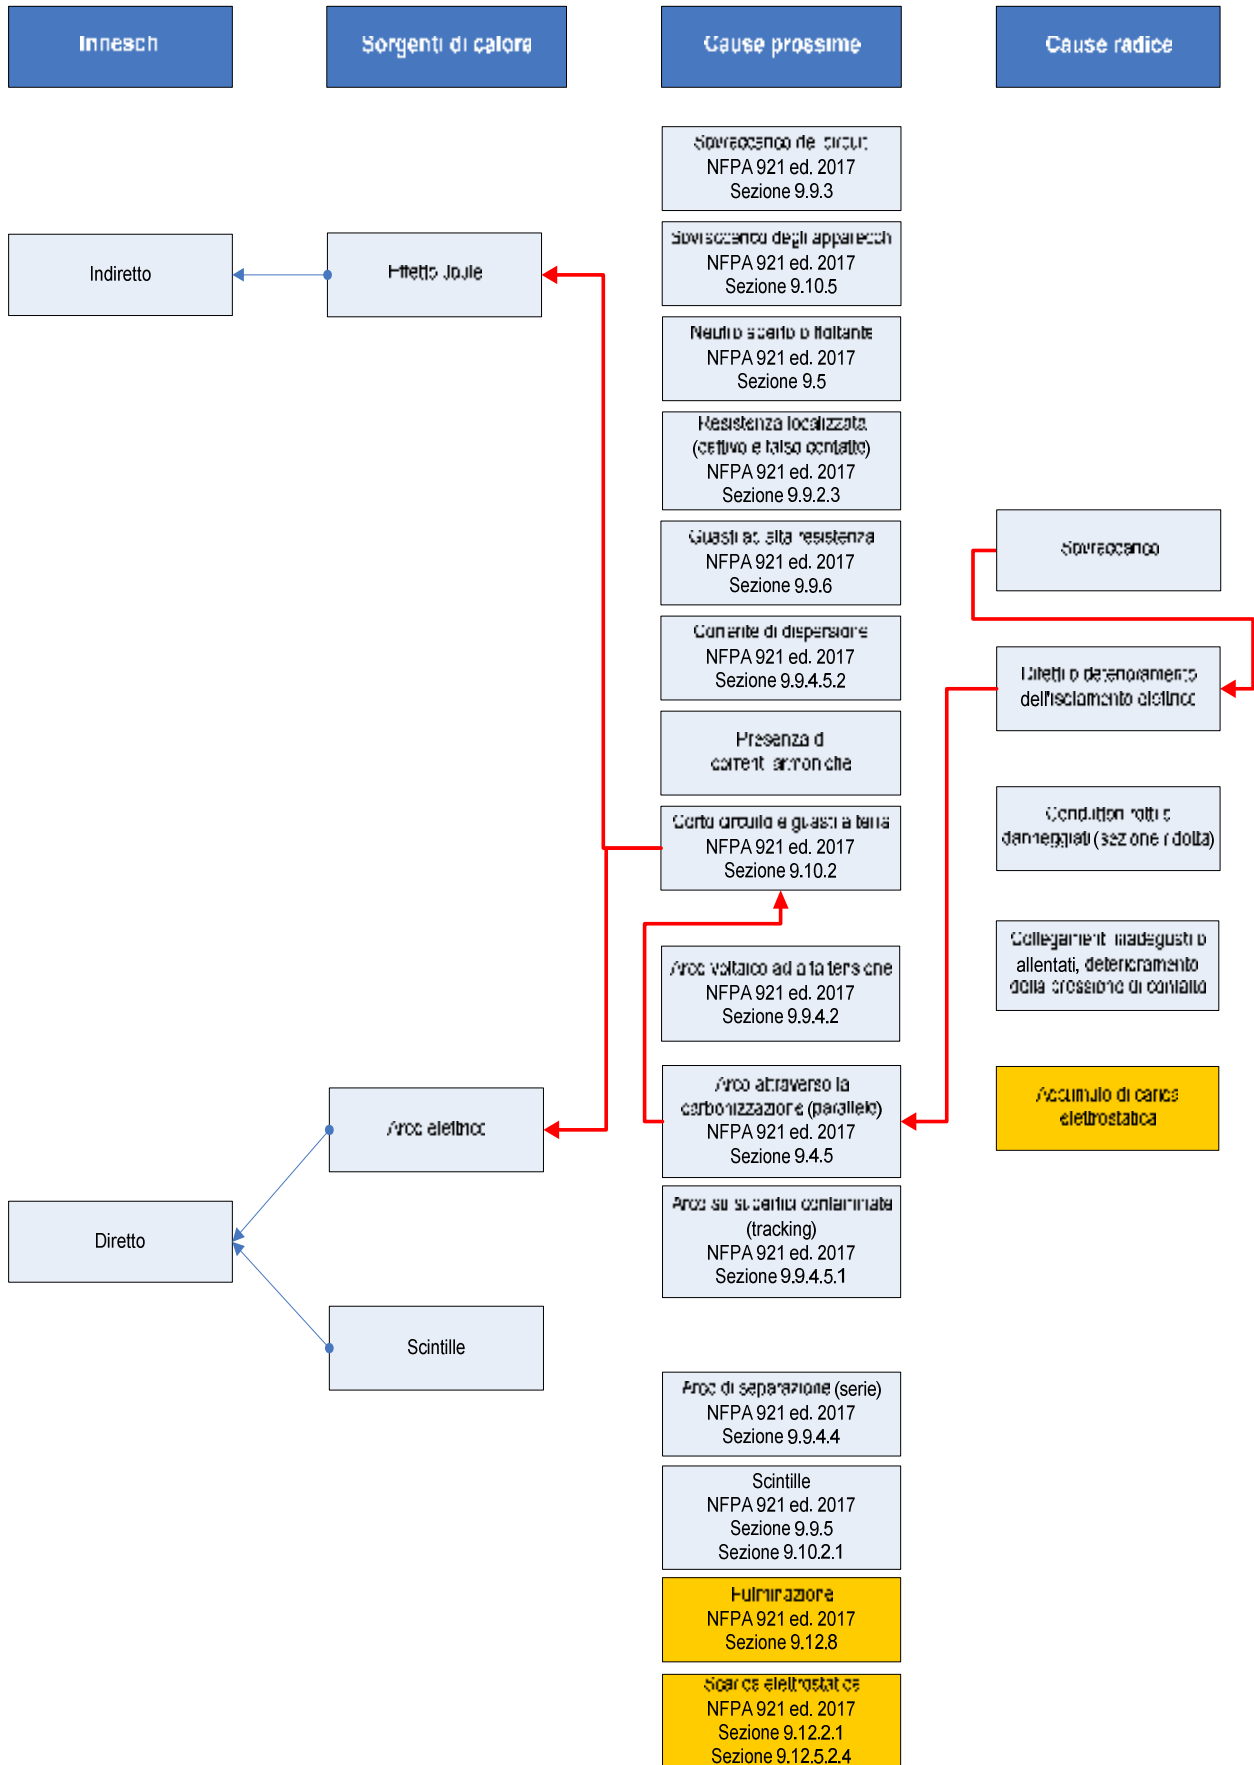 Inneschi
Sorgenti di calore
Cause prossime
Cause radice
Sovraccarico dei circuiti
NFPA 921 ed. 2017
Sezione 9.9.3
Sovraccarico degli apparecchi
NFPA 921 ed. 2017
Sezione 9.10.5
Indiretto
Effetto Joule
Neutro aperto o flottante
NFPA 921 ed. 2017
Sezione 9.5
Resistenza localizzata
(cattivo e falso contatto)
NFPA 921 ed. 2017
Sezione 9.9.2.3
Guasti ad alta resistenza
NFPA 921 ed. 2017
Sezione 9.9.6
Sovraccarico
Corrente di dispersione
NFPA 921 ed. 2017
Sezione 9.9.4.5.2
Difetti o deterioramento
dell'isolamento elettrico
Presenza di
correnti armoniche
Corto circuito e guasti a terra
NFPA 921 ed. 2017
Sezione 9.10.2
Conduttori rotti o
danneggiati (sezione ridotta)
Arco voltaico ad alta tensione
NFPA 921 ed. 2017
Sezione 9.9.4.2
Collegamenti inadeguati o
allentati, deterioramento
della pressione di contatto
Arco elettrico
Arco attraverso la
carbonizzazione (parallelo)
NFPA 921 ed. 2017
Sezione 9.4.5
Accumulo di carica
elettrostatica
Diretto
Arco su superfici contaminate
(tracking)
NFPA 921 ed. 2017
Sezione 9.9.4.5.1
Scintille
Arco di separazione (serie)
NFPA 921 ed. 2017
Sezione 9.9.4.4
Scintille
NFPA 921 ed. 2017
Sezione 9.9.5
Sezione 9.10.2.1
Fulminazione
NFPA 921 ed. 2017
Sezione 9.12.8
Scarica elettrostatica
NFPA 921 ed. 2017
Sezione 9.12.2.1
Sezione 9.12.5.2.4